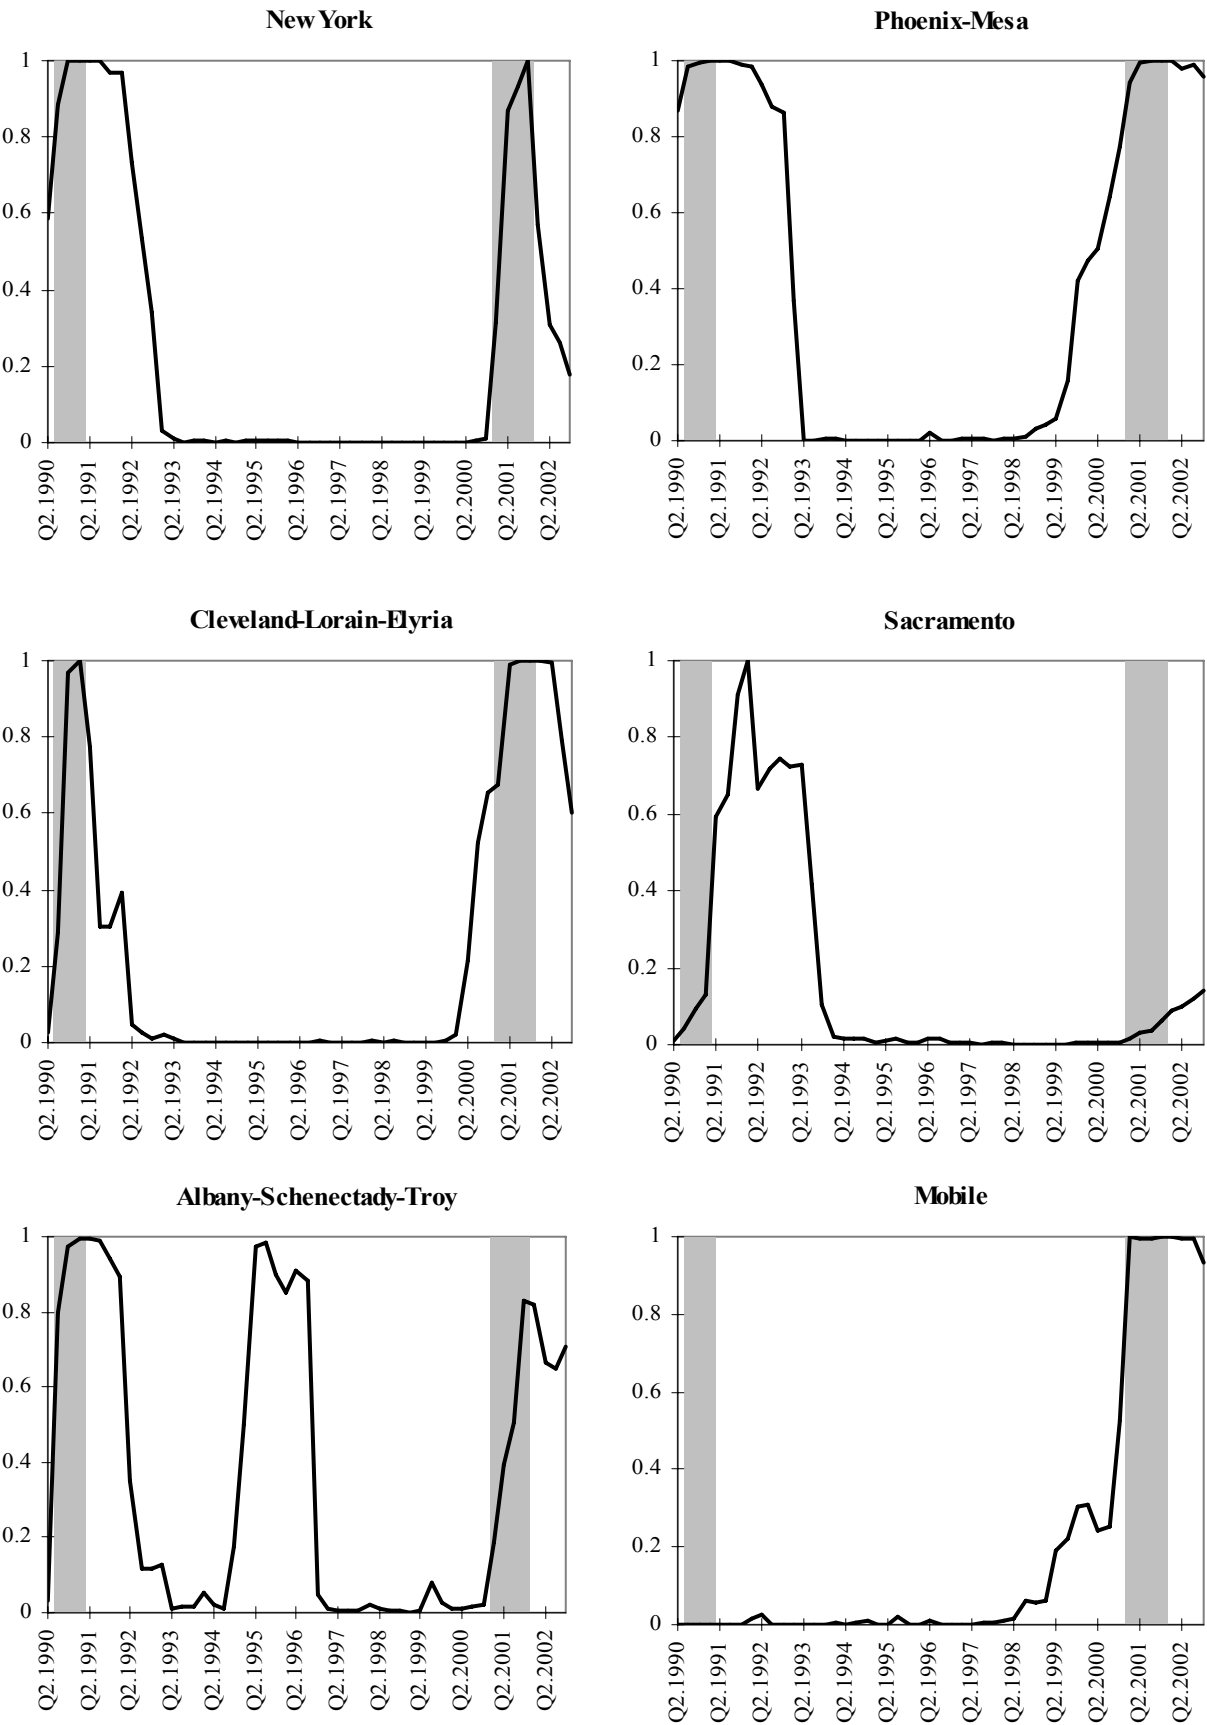 New York
1
0.8
0.6
0.4
0.2
0
Q2.1990
Q2.1991
Q2.1992
Q2.1993
Q2.1994
Q2.1995
Q2.1996
Q2.1997
Q2.1998
Q2.1999
Q2.2000
Q2.2001
Q2.2002
Phoenix-Mesa
1
0.8
0.6
0.4
0.2
0
Q2.1990
Q2.1991
Q2.1992
Q2.1993
Q2.1994
Q2.1995
Q2.1996
Q2.1997
Q2.1998
Q2.1999
Q2.2000
Q2.2001
Q2.2002
Cleveland-Lorain-Elyria
1
0.8
0.6
0.4
0.2
0
Q2.1990
Q2.1991
Q2.1992
Q2.1993
Q2.1994
Q2.1995
Q2.1996
Q2.1997
Q2.1998
Q2.1999
Q2.2000
Q2.2001
Q2.2002
Sacramento
1
0.8
0.6
0.4
0.2
0
Q2.1990
Q2.1991
Q2.1992
Q2.1993
Q2.1994
Q2.1995
Q2.1996
Q2.1997
Q2.1998
Q2.1999
Q2.2000
Q2.2001
Q2.2002
Albany-Schenectady-Troy
1
0.8
0.6
0.4
0.2
0
Q2.1990
Q2.1991
Q2.1992
Q2.1993
Q2.1994
Q2.1995
Q2.1996
Q2.1997
Q2.1998
Q2.1999
Q2.2000
Q2.2001
Q2.2002
Mobile
1
0.8
0.6
0.4
0.2
0
Q2.1990
Q2.1991
Q2.1992
Q2.1993
Q2.1994
Q2.1995
Q2.1996
Q2.1997
Q2.1998
Q2.1999
Q2.2000
Q2.2001
Q2.2002